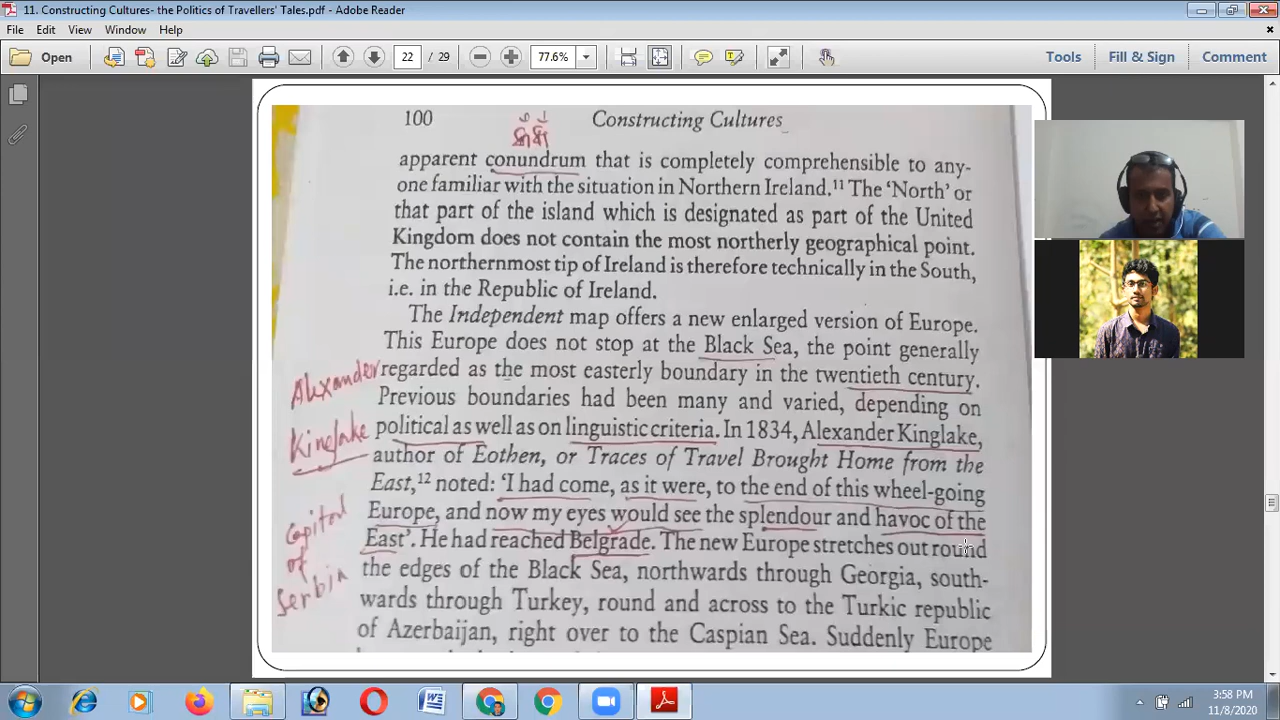 11. Constructing Cultures- the Politics of Travellers' Tales.pdf - Adobe Reader
File Edit View Window Help
Open 22 / 29 77.6% Tools Fill & Sign Comment
100 Constructing Cultures
apparent conundrum that is completely comprehensible to any-
one familiar with the situation in Northern Ireland.¹¹ The 'North' or
that part of the island which is designated as part of the United
Kingdom does not contain the most northerly geographical point.
The northernmost tip of Ireland is therefore technically in the South,
i.e. in the Republic of Ireland.
The Independent map offers a new enlarged version of Europe.
This Europe does not stop at the Black Sea, the point generally
regarded as the most easterly boundary in the twentieth century.
Previous boundaries had been many and varied, depending on
political as well as on linguistic criteria. In 1834, Alexander Kinglake,
author of Eothen, or Traces of Travel Brought Home from the
East,¹² noted: 'I had come, as it were, to the end of this wheel-going
Europe, and now my eyes would see the splendour and havoc of the
East'. He had reached Belgrade. The new Europe stretches out round
the edges of the Black Sea, northwards through Georgia, south-
wards through Turkey, round and across to the Turkic republic
of Azerbaijan, right over to the Caspian Sea. Suddenly Europe
Alexander
Kinglake
Capital
of
Serbia
3:58 PM
11/8/2020